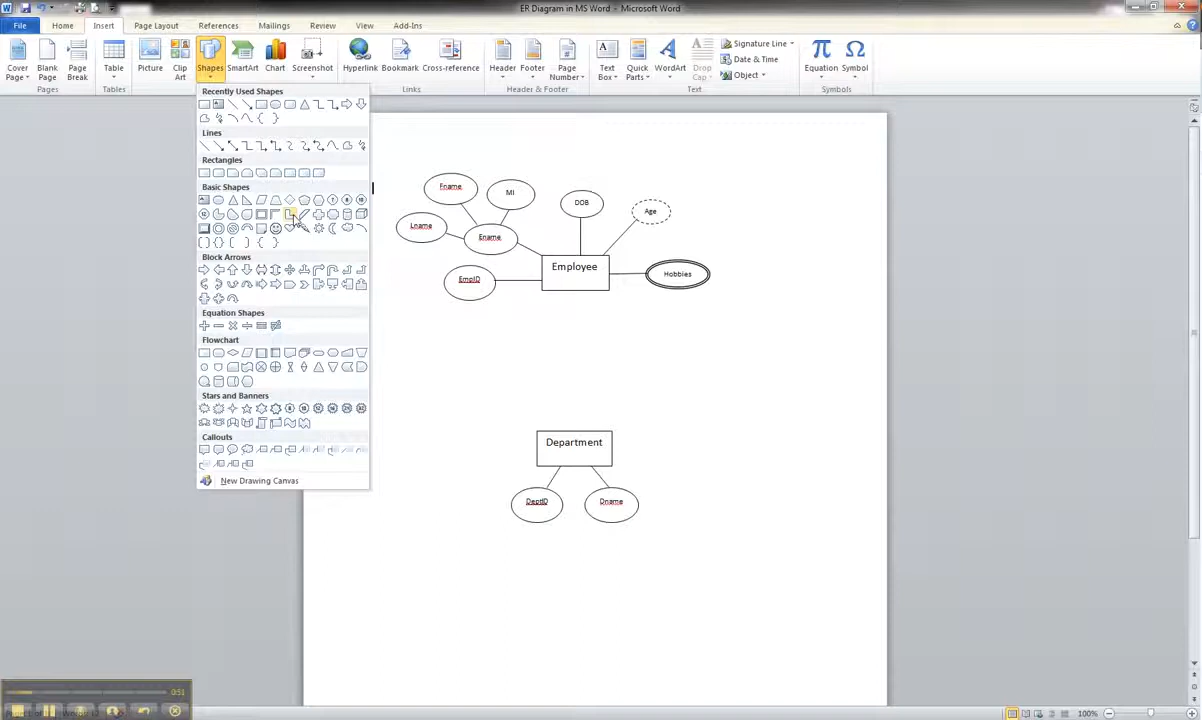 ER Diagram in MS Word - Microsoft Word
File Home Insert Page Layout References Mailings Review View Add-Ins
Cover Page Blank Page Page Break Table Picture Clip Art Shapes SmartArt Chart Screenshot Hyperlink Bookmark Cross-reference Header Footer Page Number Text Box Quick Parts WordArt Drop Cap Signature Line Date & Time Object Equation Symbol
Pages Tables Links Header & Footer Text Symbols
Recently Used Shapes
Lines
Rectangles
Basic Shapes
Block Arrows
Equation Shapes
Flowchart
Stars and Banners
Callouts
New Drawing Canvas
Fname
MI
DOB
Age
Lname
Ename
Employee
Hobbies
EmpID
Department
DeptID
Dname
0:51
100%